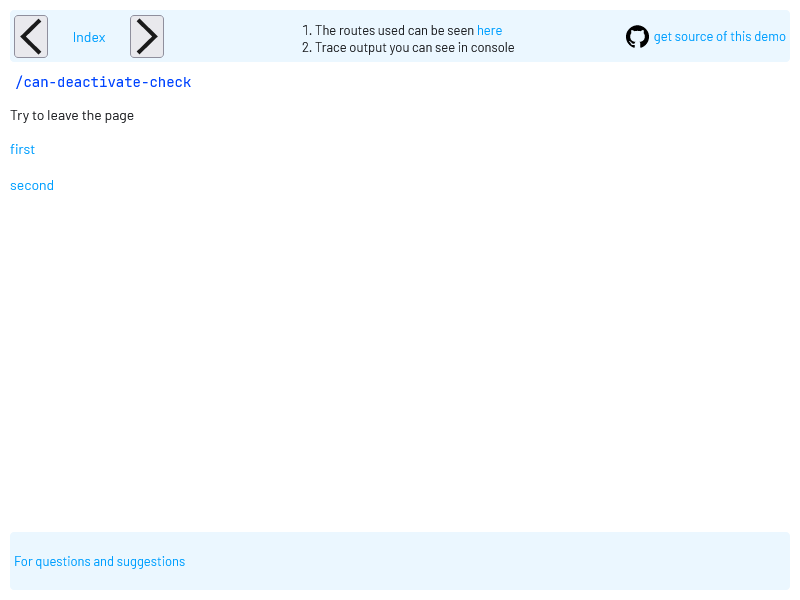 Index
1. The routes used can be seen here
2. Trace output you can see in console
get source of this demo
/can-deactivate-check
Try to leave the page
first
second
For questions and suggestions